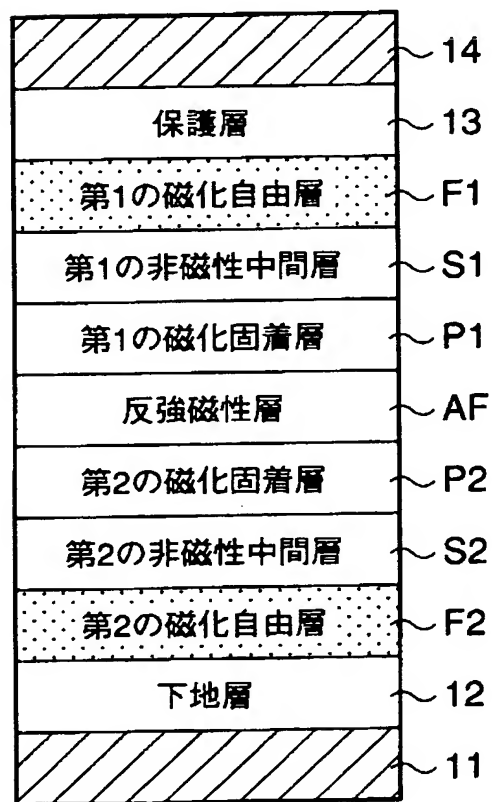 14
保護層 13
第1の磁化自由層 F1
第1の非磁性中間層 S1
第1の磁化固着層 P1
反強磁性層 AF
第2の磁化固着層 P2
第2の非磁性中間層 S2
第2の磁化自由層 F2
下地層 12
11